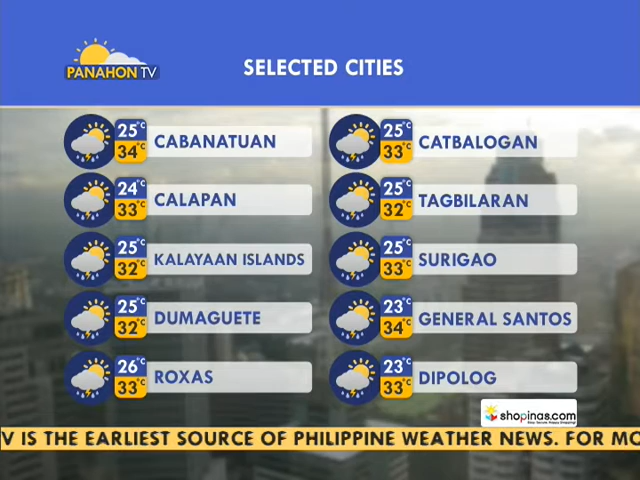 PANAHON TV
SELECTED CITIES
25°C
34°C
CABANATUAN
24°C
33°C
CALAPAN
25°C
32°C
KALAYAAN ISLANDS
25°C
32°C
DUMAGUETE
26°C
33°C
ROXAS
25°C
33°C
CATBALOGAN
25°C
32°C
TAGBILARAN
25°C
33°C
SURIGAO
23°C
34°C
GENERAL SANTOS
23°C
33°C
DIPOLOG
shopinas.com
V IS THE EARLIEST SOURCE OF PHILIPPINE WEATHER NEWS. FOR MO